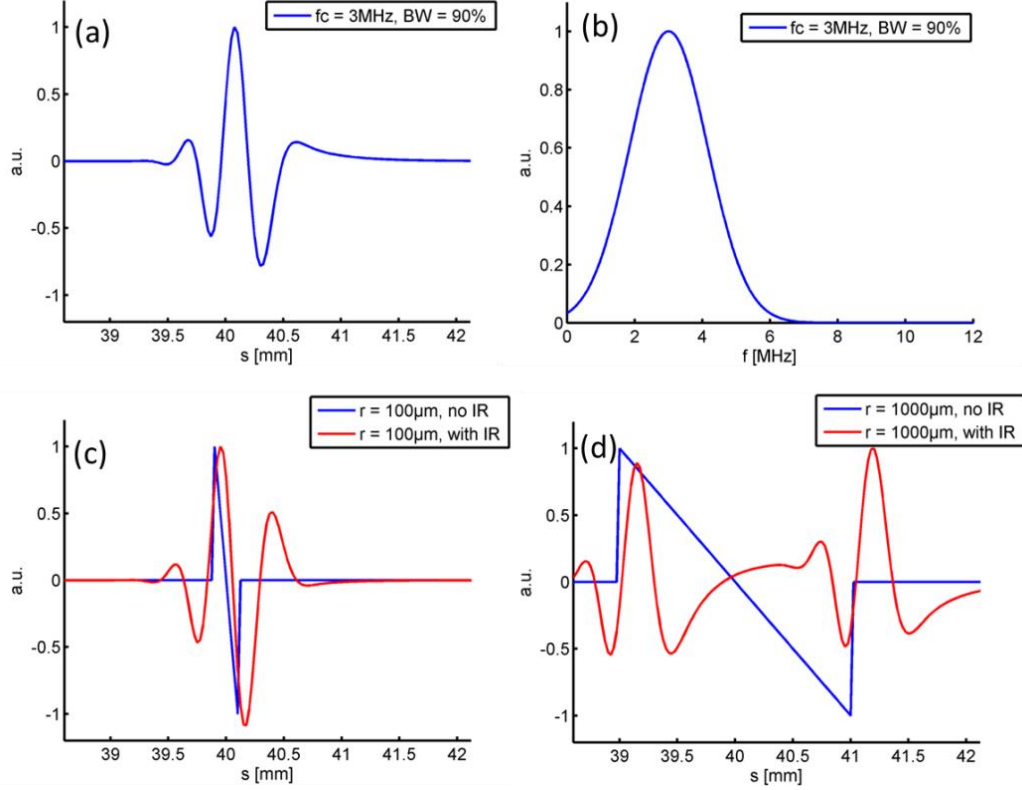 (a)
fc = 3MHz, BW = 90%
1
0.5
0
-0.5
-1
a.u.
39 39.5 40 40.5 41 41.5 42
s [mm]
(b)
fc = 3MHz, BW = 90%
1
0.8
0.6
0.4
0.2
0
a.u.
0 2 4 6 8 10 12
f [MHz]
(c)
r = 100µm, no IR
r = 100µm, with IR
1
0.5
0
-0.5
-1
a.u.
39 39.5 40 40.5 41 41.5 42
s [mm]
(d)
r = 1000µm, no IR
r = 1000µm, with IR
1
0.5
0
-0.5
-1
a.u.
39 39.5 40 40.5 41 41.5 42
s [mm]